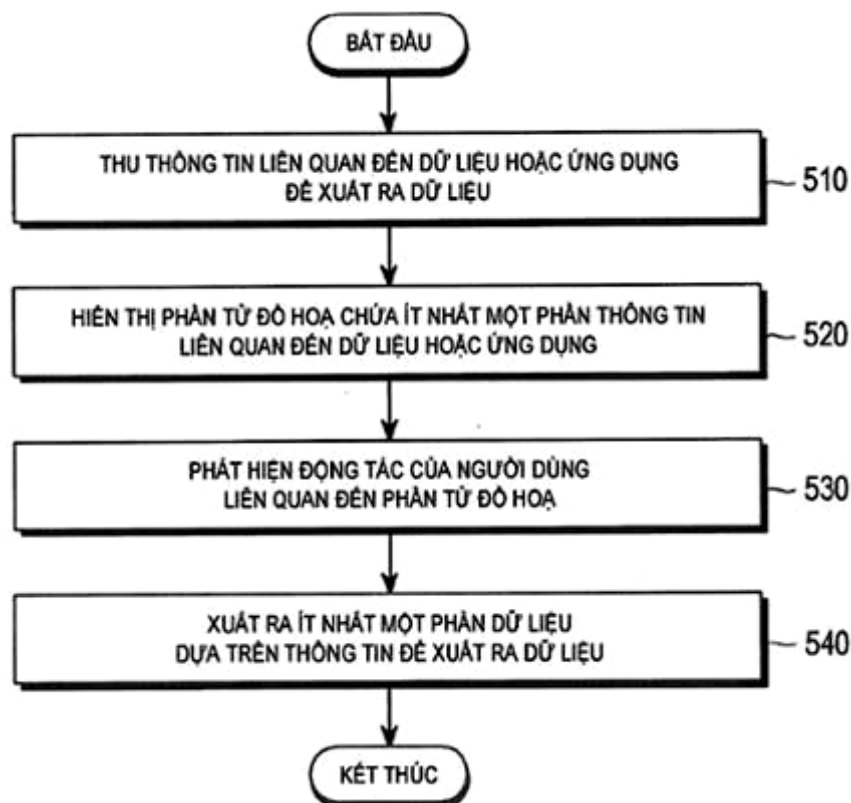 BẮT ĐẦU
THU THÔNG TIN LIÊN QUAN ĐẾN DỮ LIỆU HOẶC ỨNG DỤNG
ĐỂ XUẤT RA DỮ LIỆU
510
HIỂN THỊ PHẦN TỬ ĐỒ HOẠ CHỨA ÍT NHẤT MỘT PHẦN THÔNG TIN
LIÊN QUAN ĐẾN DỮ LIỆU HOẶC ỨNG DỤNG
520
PHÁT HIỆN ĐỘNG TÁC CỦA NGƯỜI DÙNG
LIÊN QUAN ĐẾN PHẦN TỬ ĐỒ HOẠ
530
XUẤT RA ÍT NHẤT MỘT PHẦN DỮ LIỆU
DỰA TRÊN THÔNG TIN ĐỂ XUẤT RA DỮ LIỆU
540
KẾT THÚC